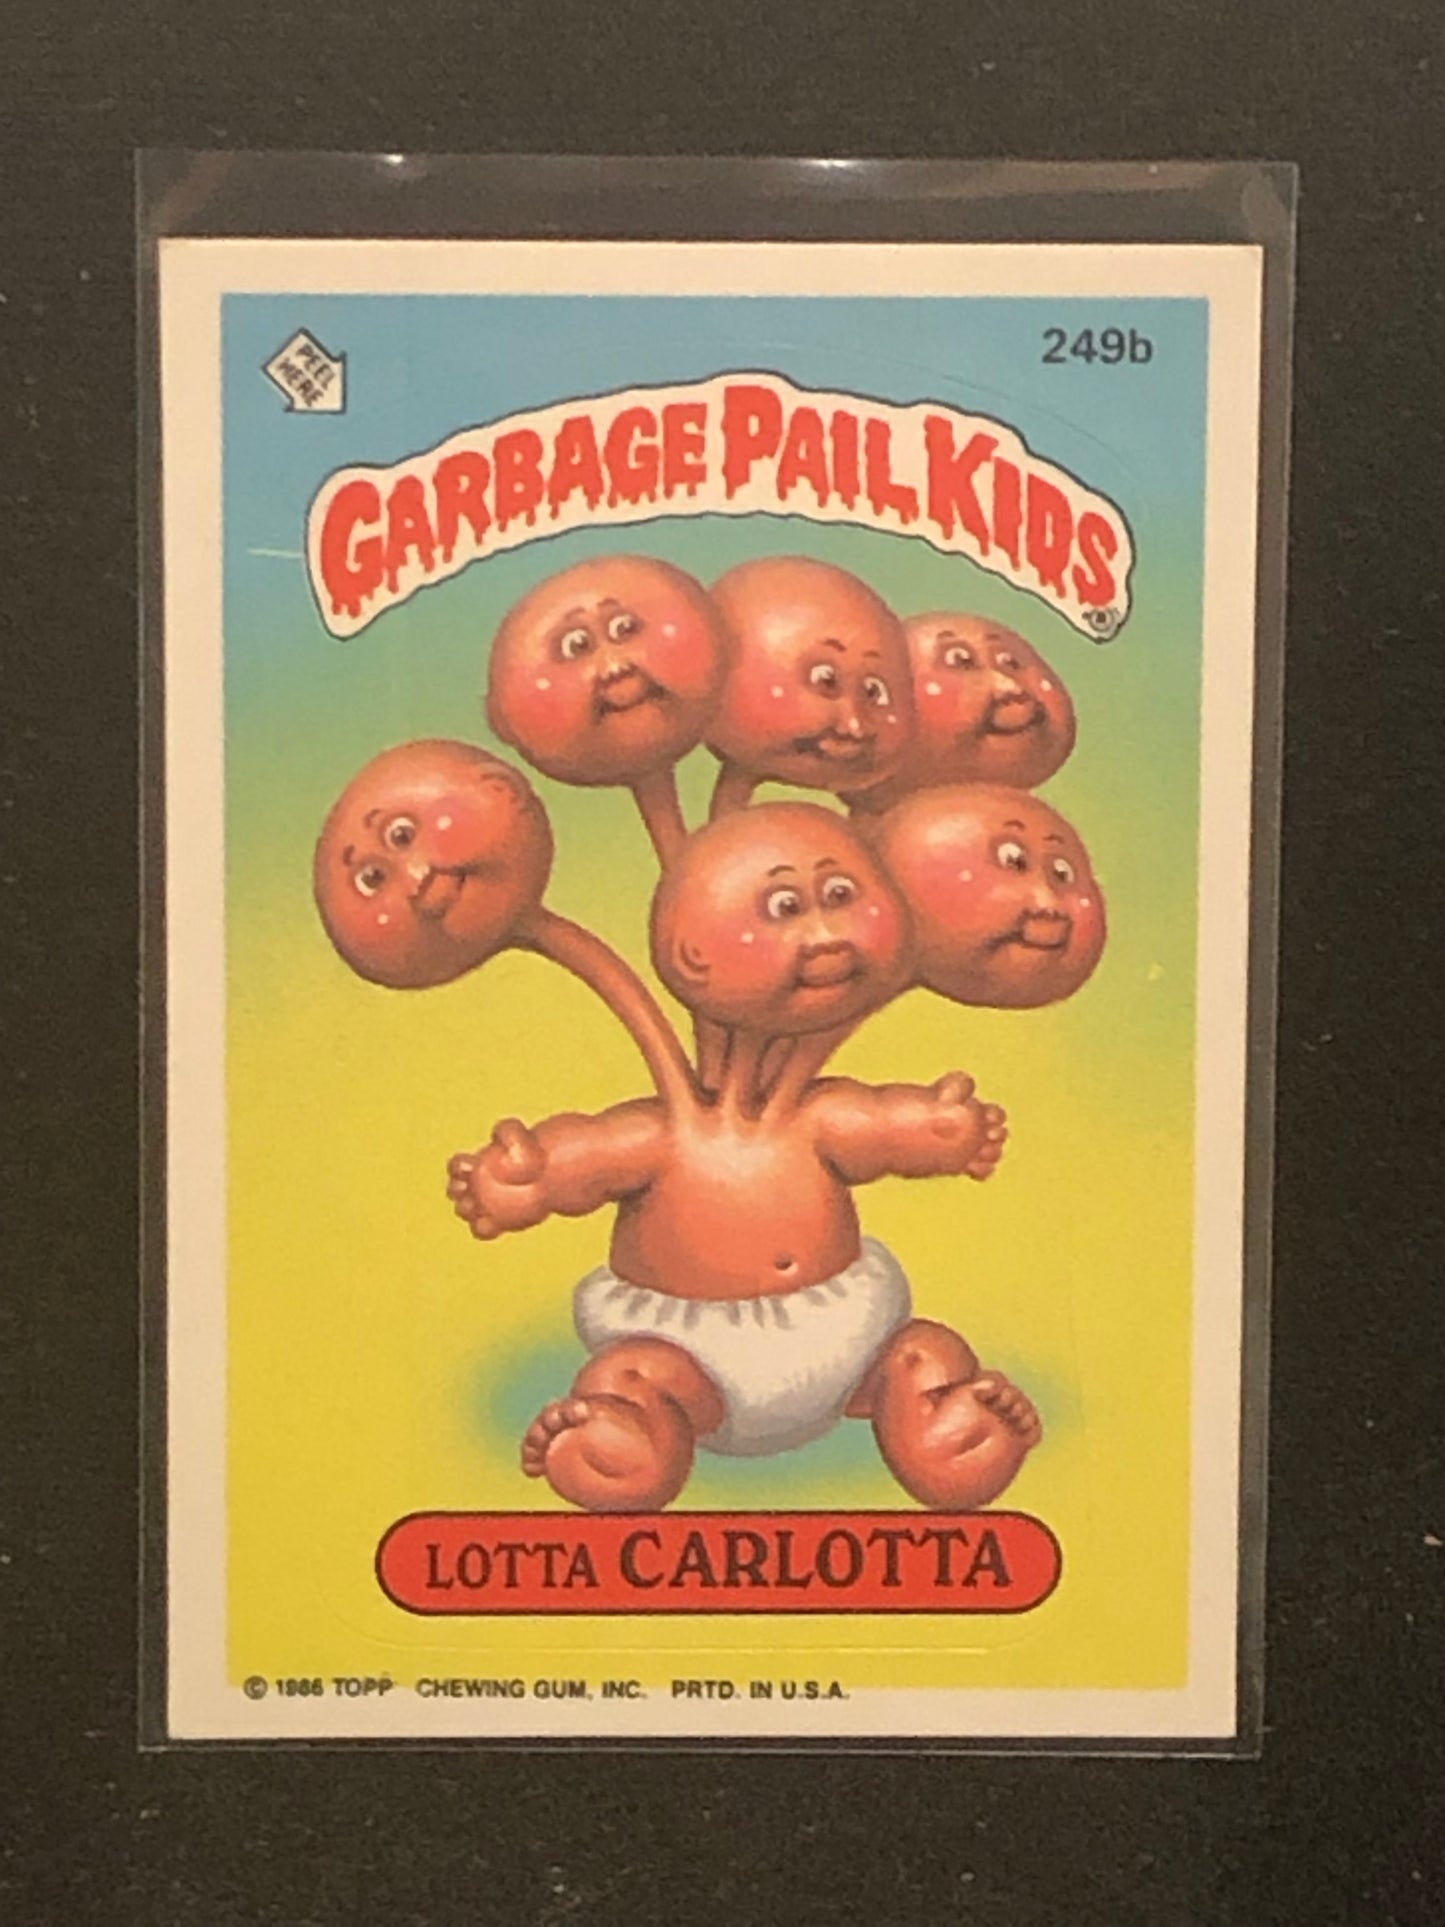 PEEL
HERE
249b
GARBAGE PAIL KIDS
LOTTA CARLOTTA
© 1986 TOPP CHEWING GUM, INC. PRTD. IN U.S.A.